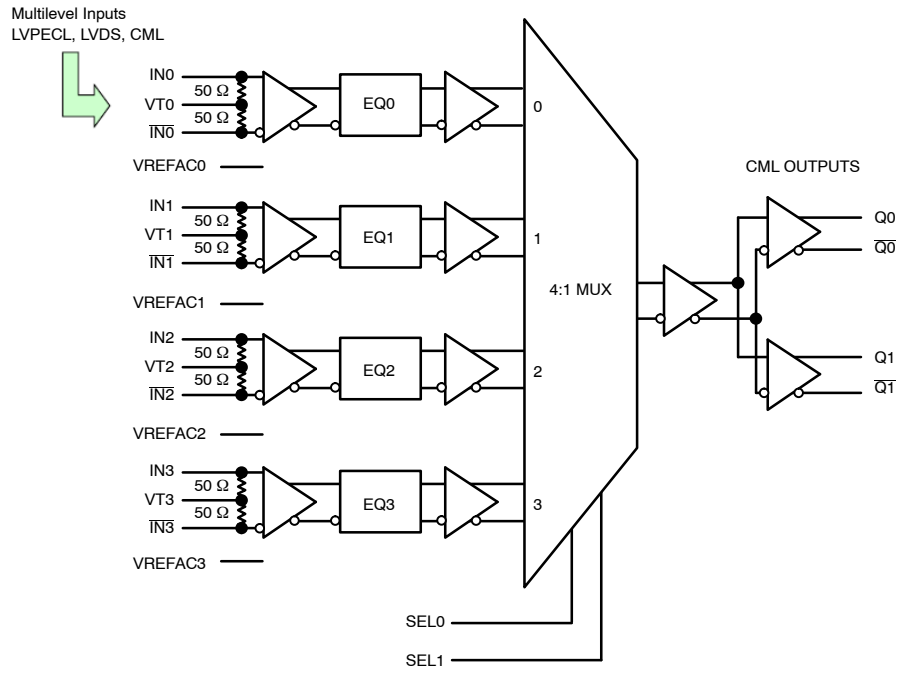 Multilevel Inputs
LVPECL, LVDS, CML
IN0
50 Ω
VT0
50 Ω
IN0
EQ0
0
VREFAC0
CML OUTPUTS
IN1
50 Ω
VT1
50 Ω
IN1
EQ1
1
Q0
Q0
4:1 MUX
VREFAC1
IN2
50 Ω
VT2
50 Ω
IN2
EQ2
2
Q1
Q1
VREFAC2
IN3
50 Ω
VT3
50 Ω
IN3
EQ3
3
VREFAC3
SEL0
SEL1